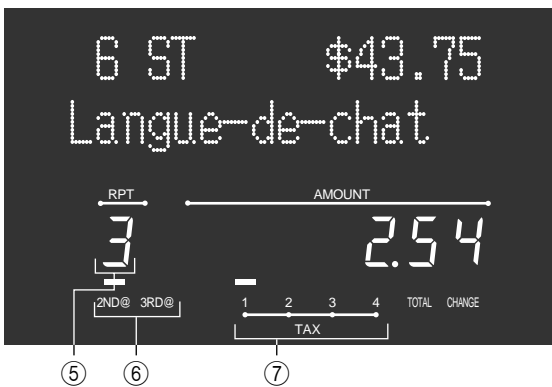 6 ST $43.75
Langue-de-chat
RPT AMOUNT
3 2.54
2ND@ 3RD@ 1 2 3 4 TOTAL CHANGE
TAX
⑤ ⑥ ⑦